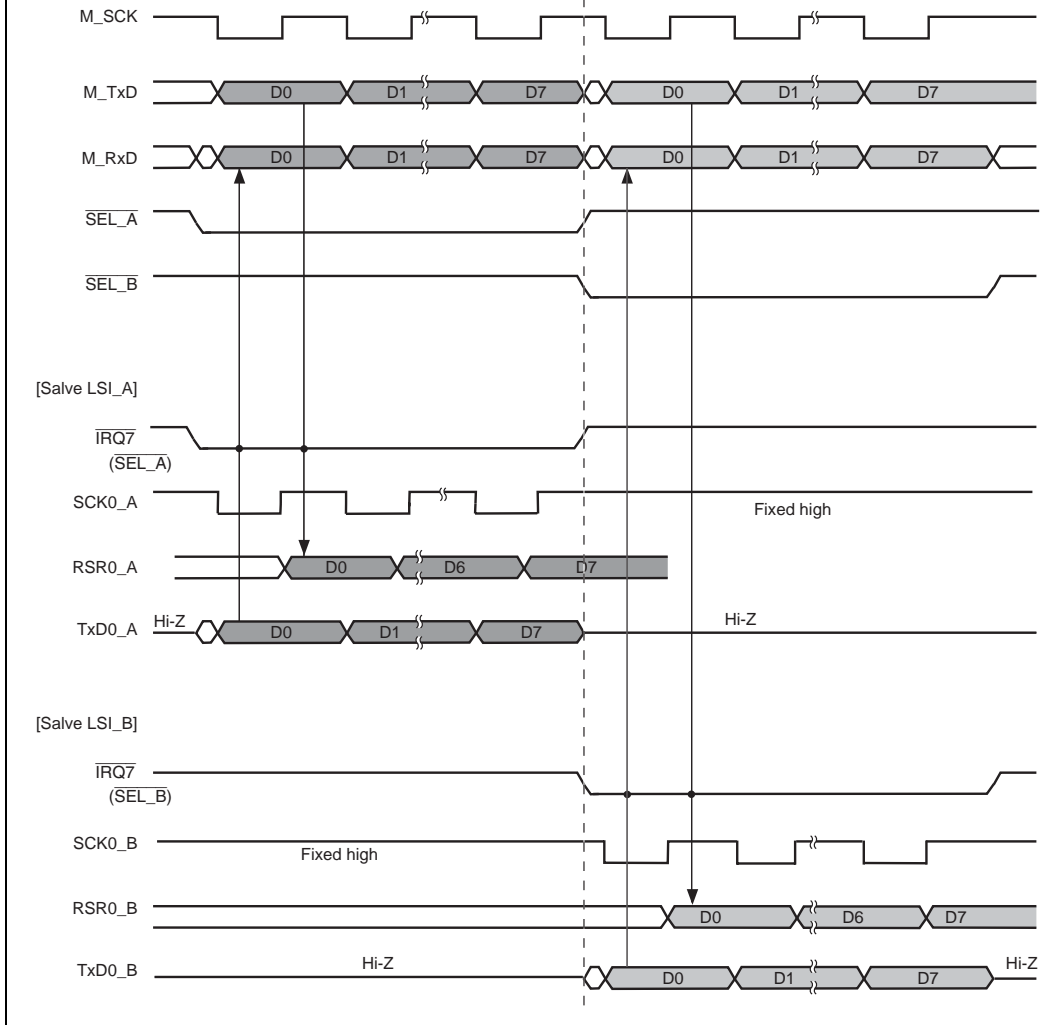 M_SCK
M_TxD D0 D1 D7 D0 D1 D7
M_RxD D0 D1 D7 D0 D1 D7
SEL_A
SEL_B
[Salve LSI_A]
IRQ7
(SEL_A)
SCK0_A
Fixed high
RSR0_A D0 D6 D7
TxD0_A Hi-Z D0 D1 D7 Hi-Z
[Salve LSI_B]
IRQ7
(SEL_B)
SCK0_B
Fixed high
RSR0_B D0 D6 D7
TxD0_B Hi-Z D0 D1 D7 Hi-Z